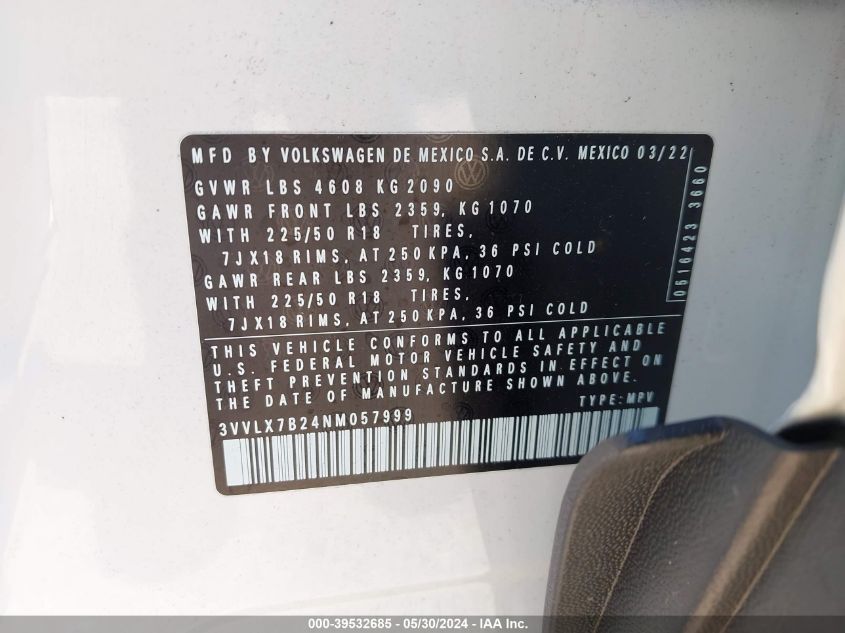 MFD BY VOLKSWAGEN DE MEXICO S.A. DE C.V. MEXICO 03/22
GVWR LBS 4608 KG 2090
GAWR FRONT LBS 2359, KG 1070
WITH 225/50 R18 TIRES,
7JX18 RIMS, AT 250 KPA, 36 PSI COLD
GAWR REAR LBS 2359, KG 1070
WITH 225/50 R18 TIRES,
7JX18 RIMS, AT 250 KPA, 36 PSI COLD
0516423 3660
THIS VEHICLE CONFORMS TO ALL APPLICABLE
U.S. FEDERAL MOTOR VEHICLE SAFETY AND
THEFT PREVENTION STANDARDS IN EFFECT ON
THE DATE OF MANUFACTURE SHOWN ABOVE.
3VVLX7B24NM057999 TYPE:MPV
000-39532685 - 05/30/2024 - IAA Inc.